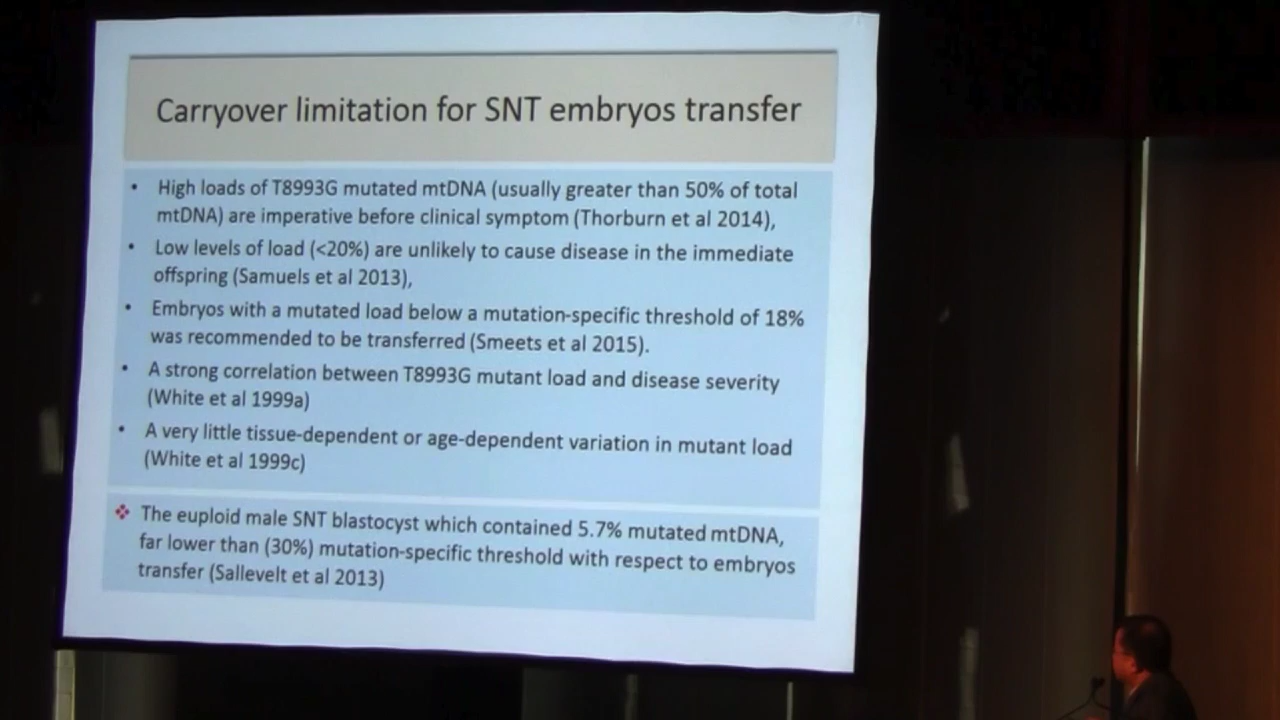 Carryover limitation for SNT embryos transfer
• High loads of T8993G mutated mtDNA (usually greater than 50% of total
mtDNA) are imperative before clinical symptom (Thorburn et al 2014),
• Low levels of load (<20%) are unlikely to cause disease in the immediate
offspring (Samuels et al 2013),
• Embryos with a mutated load below a mutation-specific threshold of 18%
was recommended to be transferred (Smeets et al 2015).
• A strong correlation between T8993G mutant load and disease severity
(White et al 1999a)
• A very little tissue-dependent or age-dependent variation in mutant load
(White et al 1999c)
❖ The euploid male SNT blastocyst which contained 5.7% mutated mtDNA,
far lower than (30%) mutation-specific threshold with respect to embryos
transfer (Sallevelt et al 2013)